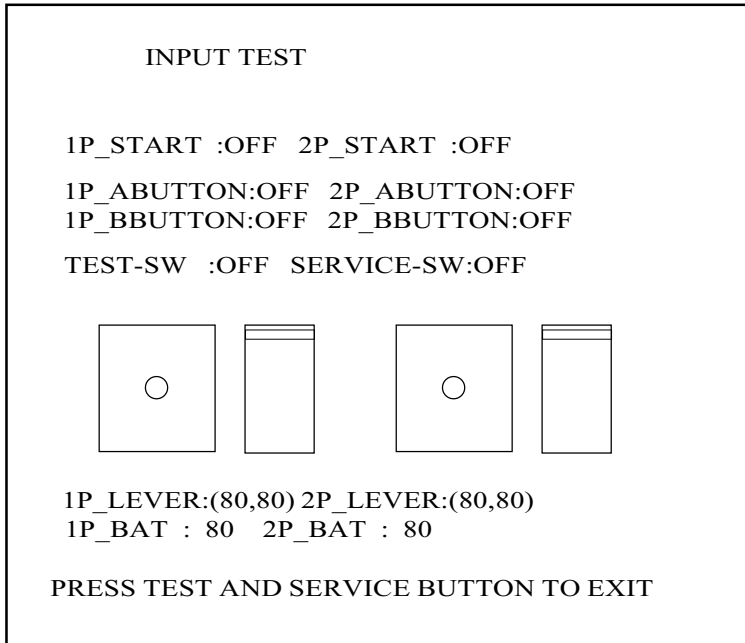 INPUT TEST
1P_START :OFF 2P_START :OFF
1P_ABUTTON:OFF 2P_ABUTTON:OFF
1P_BBUTTON:OFF 2P_BBUTTON:OFF
TEST-SW :OFF SERVICE-SW:OFF
1P_LEVER:(80,80) 2P_LEVER:(80,80)
1P_BAT : 80 2P_BAT : 80
PRESS TEST AND SERVICE BUTTON TO EXIT